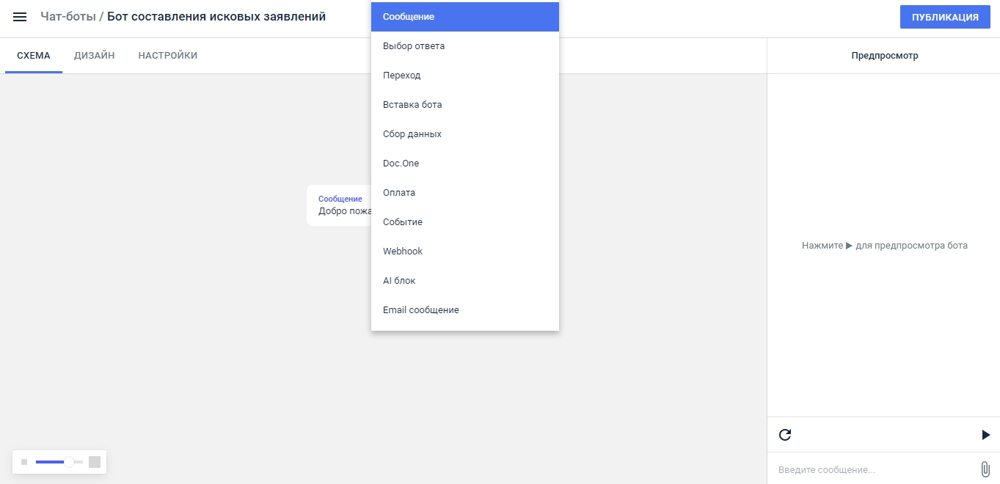 Чат-боты / Бот составления исковых заявлений
ПУБЛИКАЦИЯ
СХЕМА
ДИЗАЙН
НАСТРОЙКИ
Предпросмотр
Сообщение
Выбор ответа
Переход
Вставка бота
Сбор данных
Doc.One
Оплата
Событие
Webhook
AI блок
Email сообщение
Сообщение
Добро пожа
Нажмите ▶ для предпросмотра бота
Введите сообщение...